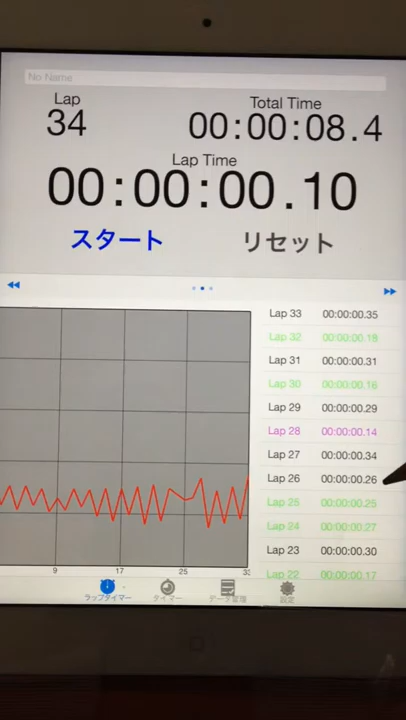 No Name
Lap
Total Time
34
00:00:08.4
Lap Time
00:00:00.10
スタート
リセット
Lap 33 00:00:00.35
Lap 32 00:00:00.18
Lap 31 00:00:00.31
Lap 30 00:00:00.16
Lap 29 00:00:00.29
Lap 28 00:00:00.14
Lap 27 00:00:00.34
Lap 26 00:00:00.26
Lap 25 00:00:00.25
Lap 24 00:00:00.27
Lap 23 00:00:00.30
Lap 22 00:00:00.17
9 17 25 33
ラップタイマー タイマー データ管理 設定